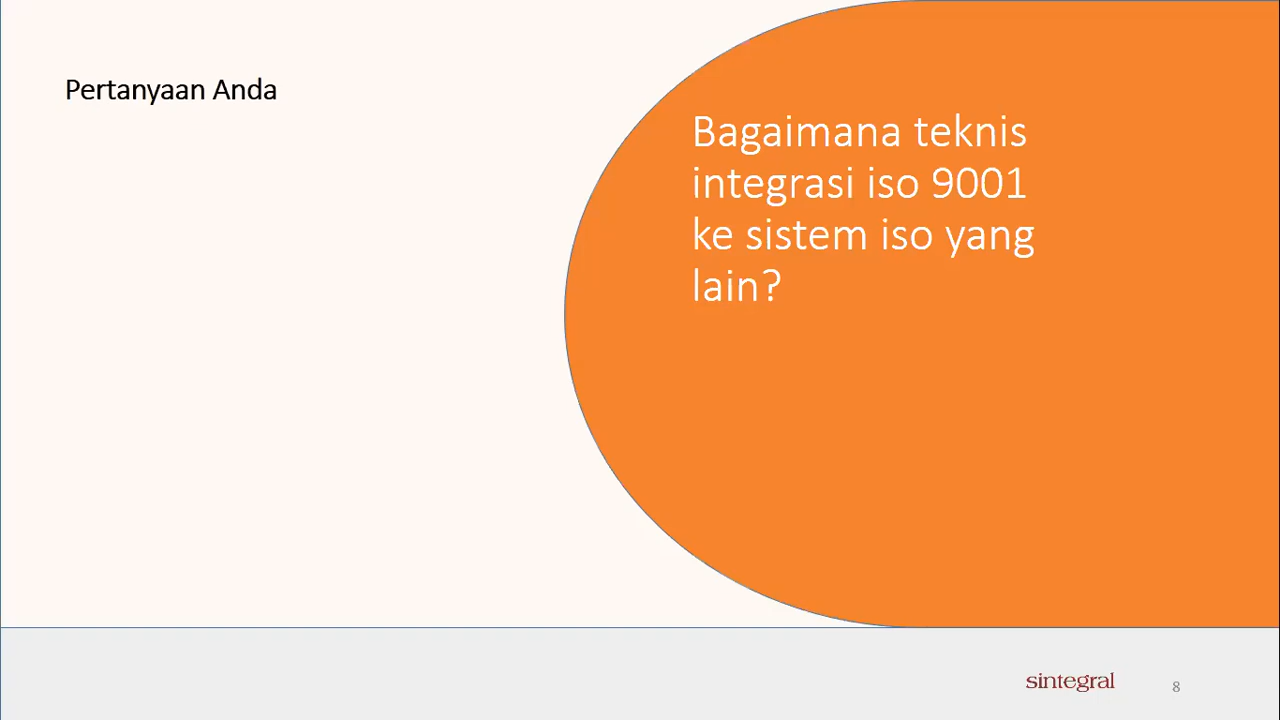 Pertanyaan Anda
Bagaimana teknis
integrasi iso 9001
ke sistem iso yang
lain?
sintegral
8